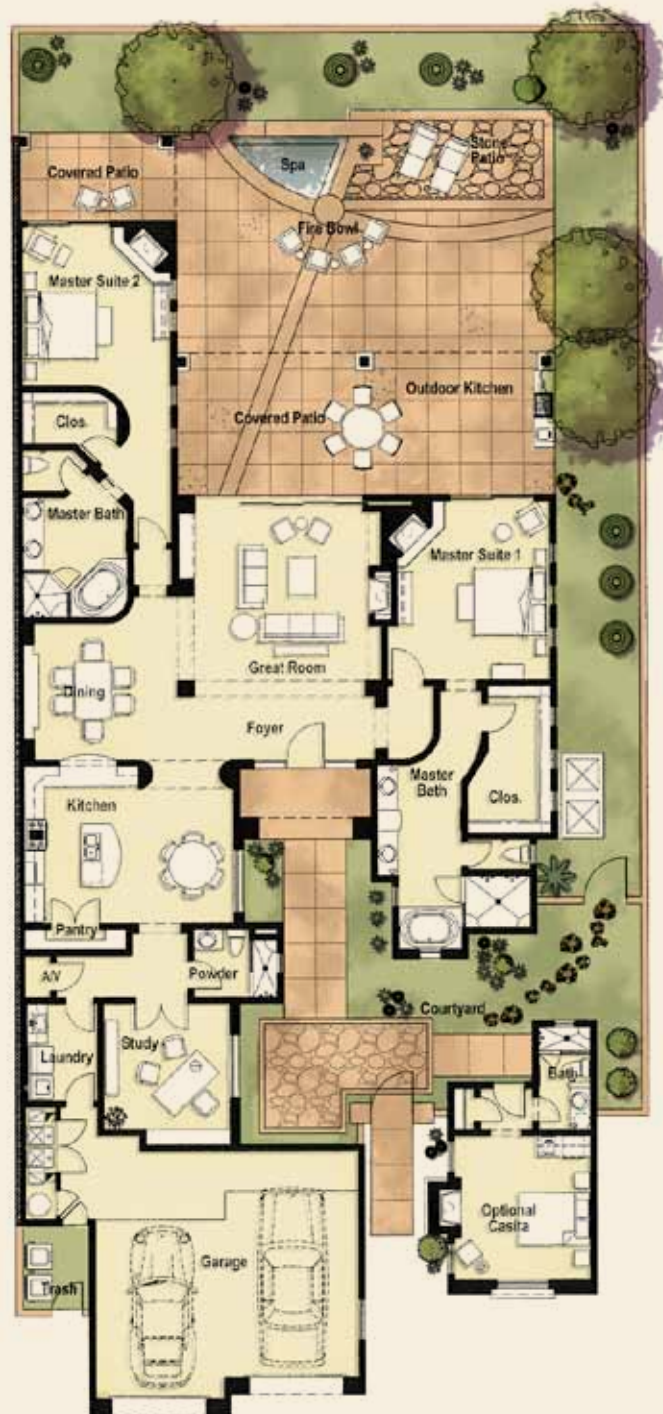 Spa
Stone
Patio
Covered Patio
Fire Bowl
Master Suite 2
Outdoor Kitchen
Covered Patio
Clos.
Master Bath
Master Suite 1
Great Room
Dining
Foyer
Master
Bath
Clos.
Kitchen
Pantry
A/V
Powder
Courtyard
Laundry
Study
Bath
Optional
Casita
Garage
Trash